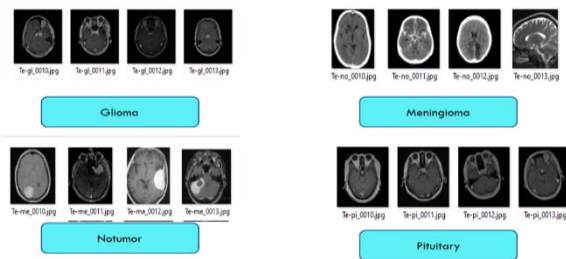 Te-gl_0010.jpg Te-gl_0011.jpg Te-gl_0012.jpg Te-gl_0013.jpg
Glioma
Te-no_0010.jpg Te-no_0011.jpg Te-no_0012.jpg Te-no_0013.jpg
Meningioma
Te-me_0010.jpg Te-me_0011.jpg Te-me_0012.jpg Te-me_0013.jpg
Notumor
Te-pi_0010.jpg Te-pi_0011.jpg Te-pi_0012.jpg Te-pi_0013.jpg
Pituitary